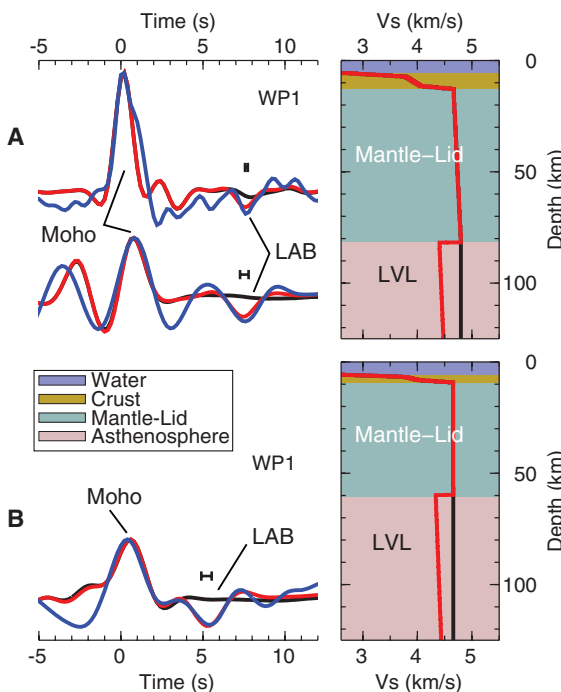 Time (s)
-5 0 5 10
WP1
A
Moho
LAB
Vs (km/s)
3 4 5
0
50
100
Depth (km)
Mantle–Lid
LVL
Water
Crust
Mantle-Lid
Asthenosphere
WP1
B
Moho
LAB
-5 0 5 10
Time (s)
0
50
100
Depth (km)
Mantle–Lid
LVL
3 4 5
Vs (km/s)